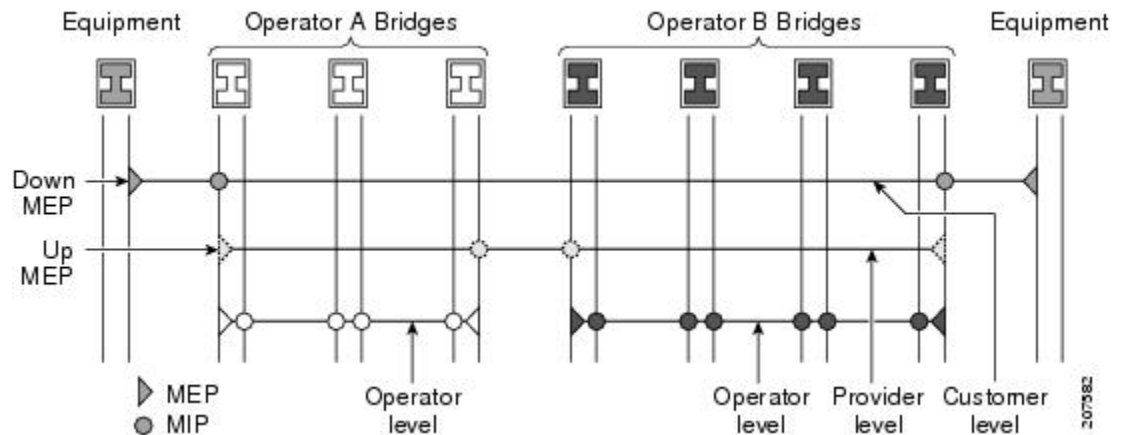 Equipment
Operator A Bridges
Operator B Bridges
Equipment
Down
MEP
Up
MEP
MEP
MIP
Operator
level
Operator
level
Provider
level
Customer
level
207582